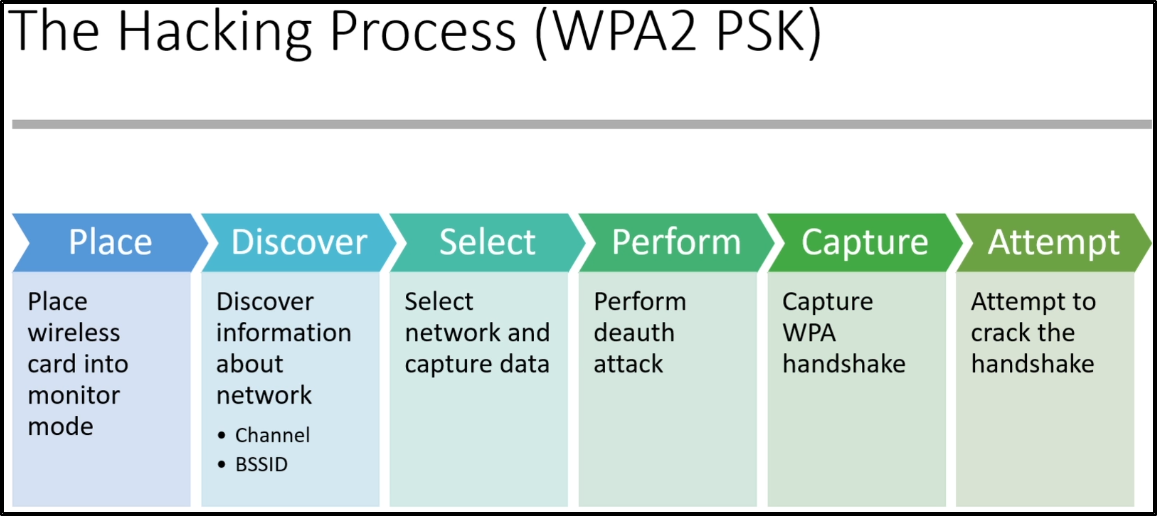 The Hacking Process (WPA2 PSK)
Place
Place
wireless
card into
monitor
mode
Discover
Discover
information
about
network
• Channel
• BSSID
Select
Select
network and
capture data
Perform
Perform
deauth
attack
Capture
Capture
WPA
handshake
Attempt
Attempt to
crack the
handshake